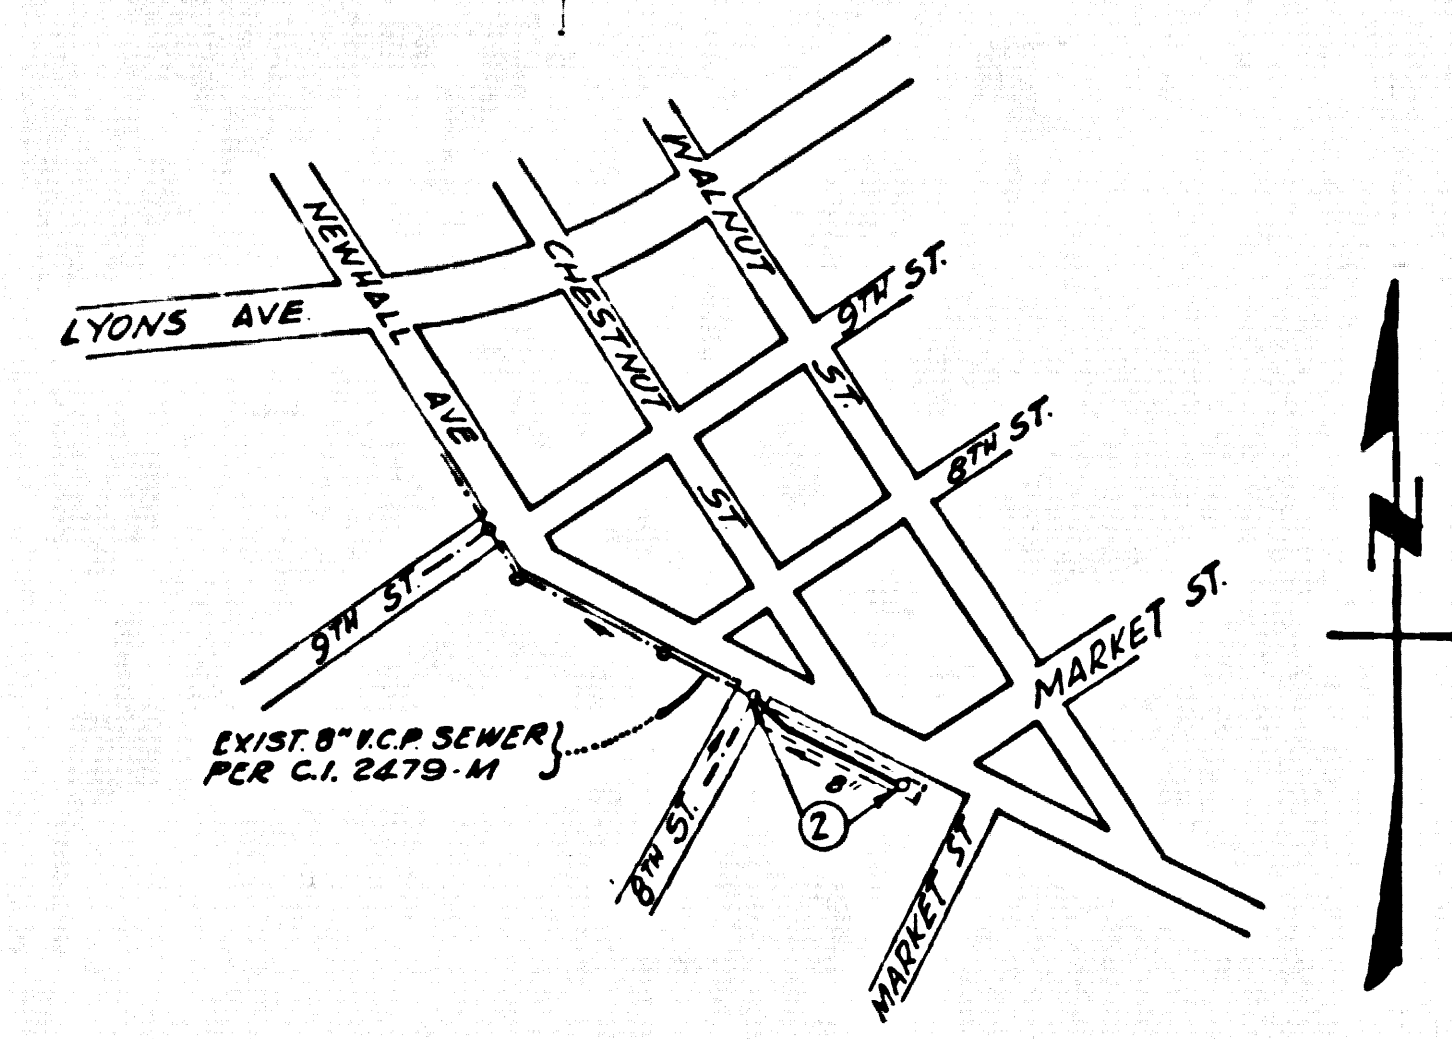 WALNUT ST.
NEWHALL AVE
CHESTNUT ST.
LYONS AVE.
9TH ST.
8TH ST.
MARKET ST.
9TH ST.
EXIST. 8" V.C.P. SEWER
PER C.I. 2479-M
8"
2
8TH ST.
MARKET ST
N